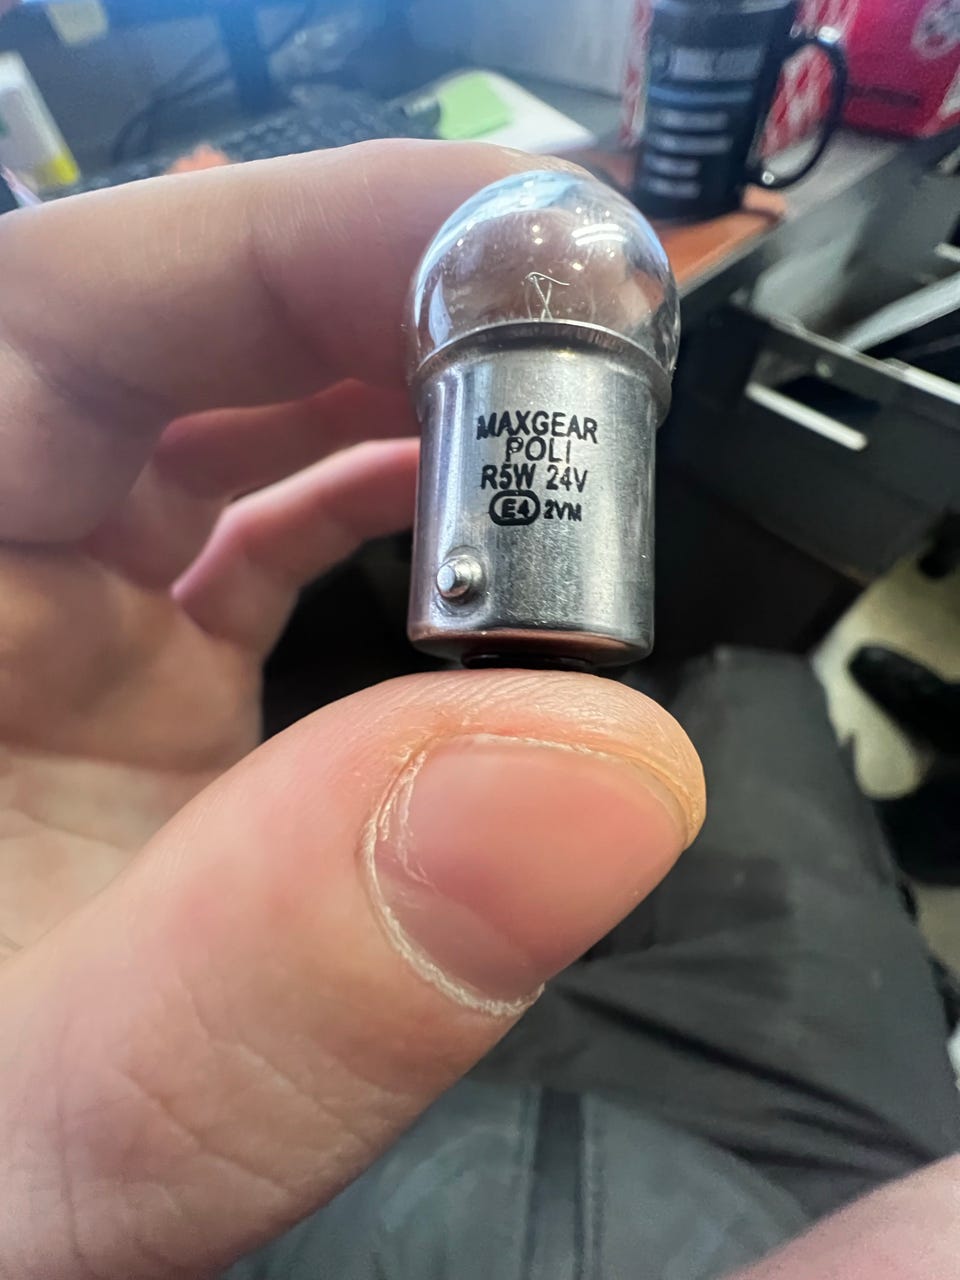 MAXGEAR
POLI
R5W 24V
E4 2VM